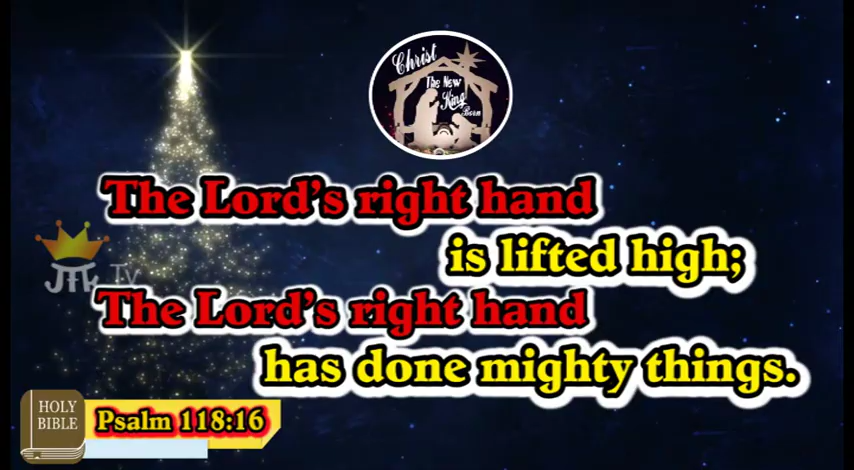 Christ
The New
King
Born
The Lord's right hand
is lifted high;
JTK TV
The Lord's right hand
has done mighty things.
HOLY
BIBLE
Psalm 118:16